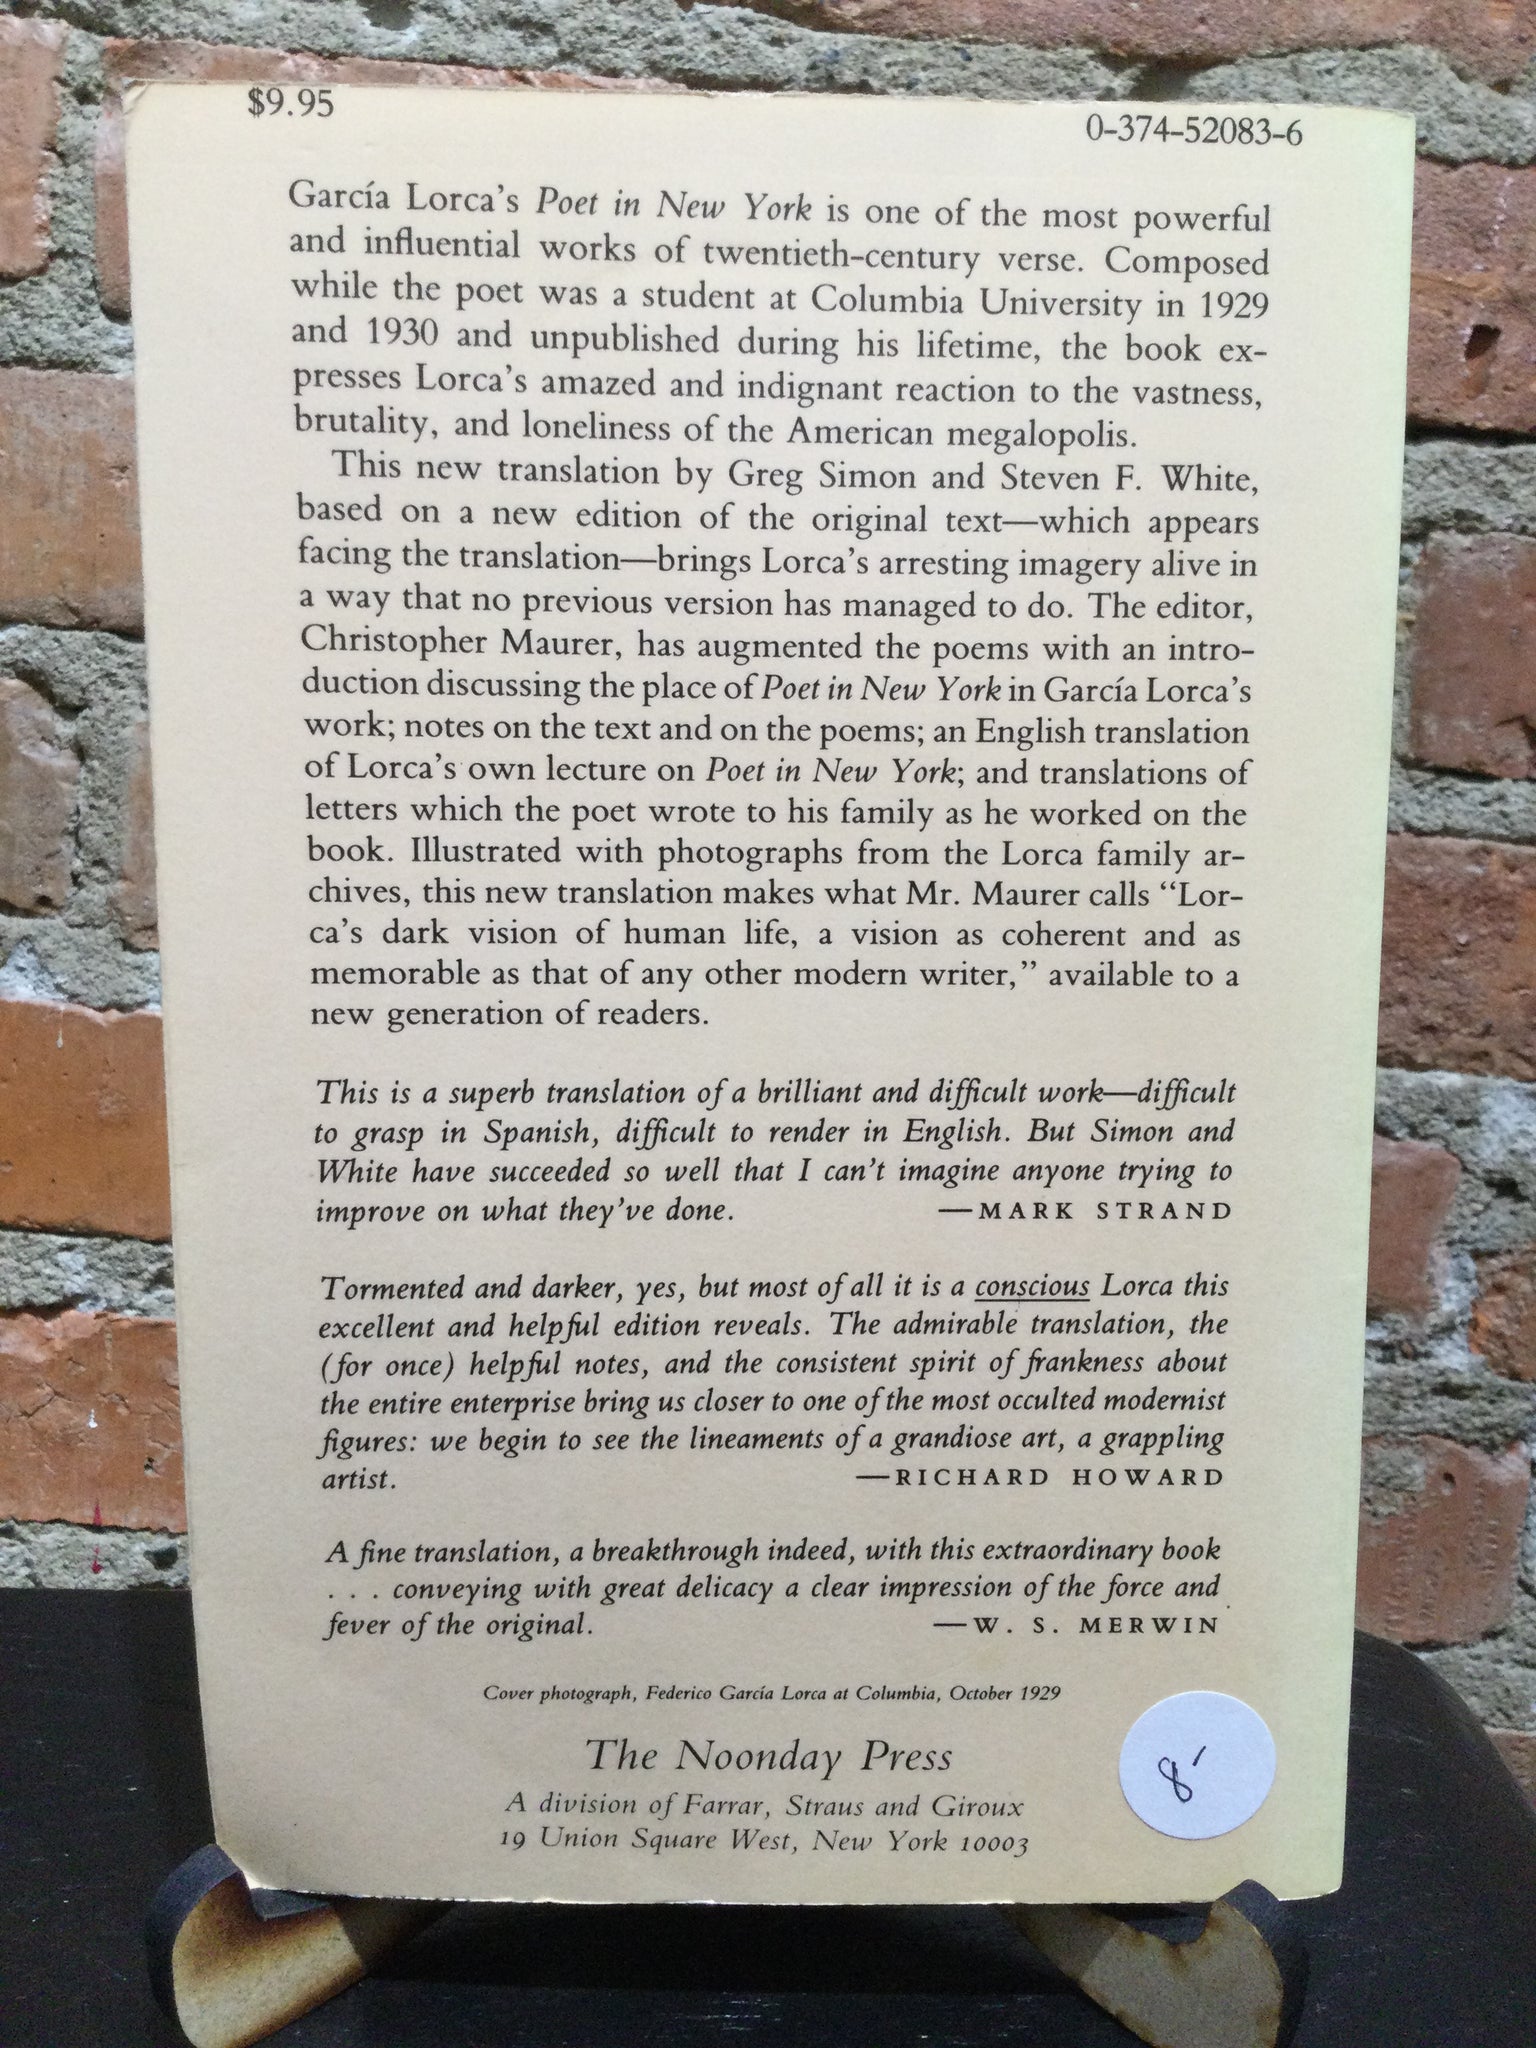 $9.95
0-374-52083-6
García Lorca's Poet in New York is one of the most powerful
and influential works of twentieth-century verse. Composed
while the poet was a student at Columbia University in 1929
and 1930 and unpublished during his lifetime, the book ex-
presses Lorca's amazed and indignant reaction to the vastness,
brutality, and loneliness of the American megalopolis.
This new translation by Greg Simon and Steven F. White,
based on a new edition of the original text—which appears
facing the translation—brings Lorca's arresting imagery alive in
a way that no previous version has managed to do. The editor,
Christopher Maurer, has augmented the poems with an intro-
duction discussing the place of Poet in New York in García Lorca's
work; notes on the text and on the poems; an English translation
of Lorca's own lecture on Poet in New York; and translations of
letters which the poet wrote to his family as he worked on the
book. Illustrated with photographs from the Lorca family ar-
chives, this new translation makes what Mr. Maurer calls “Lor-
ca's dark vision of human life, a vision as coherent and as
memorable as that of any other modern writer,” available to a
new generation of readers.
This is a superb translation of a brilliant and difficult work—difficult
to grasp in Spanish, difficult to render in English. But Simon and
White have succeeded so well that I can't imagine anyone trying to
improve on what they've done. —MARK STRAND
Tormented and darker, yes, but most of all it is a conscious Lorca this
excellent and helpful edition reveals. The admirable translation, the
(for once) helpful notes, and the consistent spirit of frankness about
the entire enterprise bring us closer to one of the most occulted modernist
figures: we begin to see the lineaments of a grandiose art, a grappling
artist. —RICHARD HOWARD
A fine translation, a breakthrough indeed, with this extraordinary book
. . . conveying with great delicacy a clear impression of the force and
fever of the original. —W. S. MERWIN
Cover photograph, Federico García Lorca at Columbia, October 1929
The Noonday Press
A division of Farrar, Straus and Giroux
19 Union Square West, New York 10003
8-